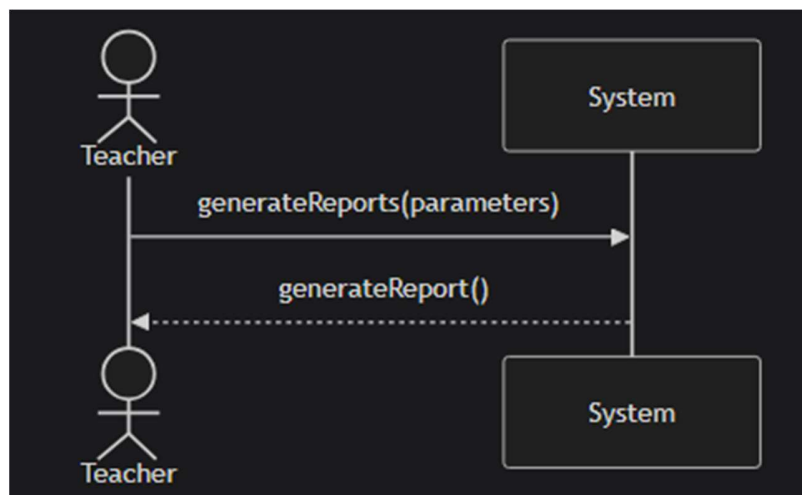 System
Teacher
generateReports(parameters)
generateReport()
System
Teacher